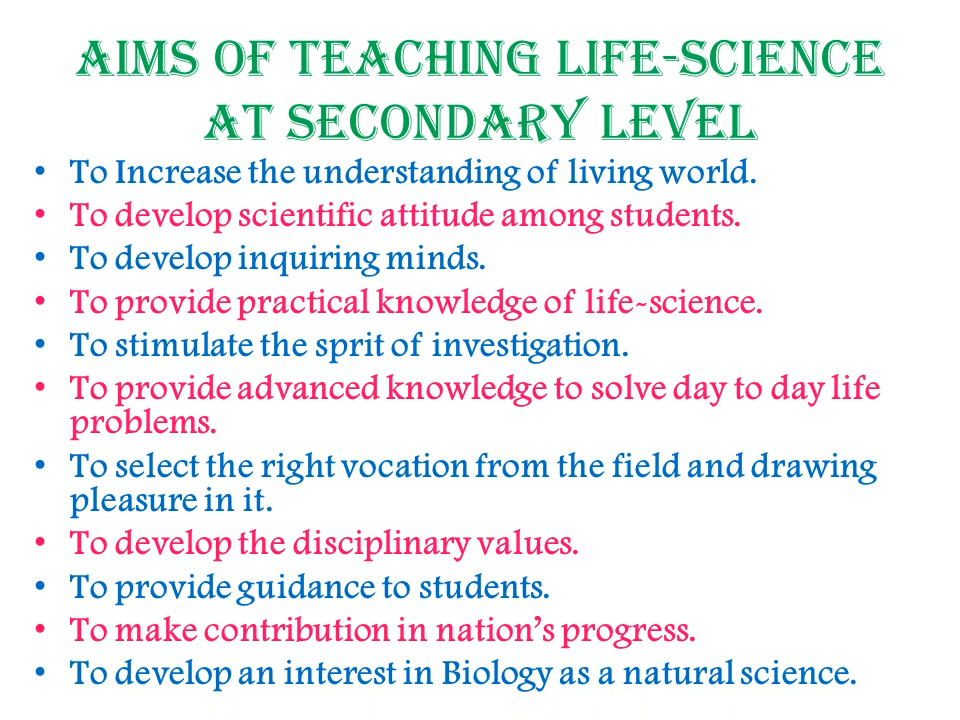 AIMS OF TEACHING LIFE-SCIENCE
AT SECONDARY LEVEL
• To Increase the understanding of living world.
• To develop scientific attitude among students.
• To develop inquiring minds.
• To provide practical knowledge of life-science.
• To stimulate the sprit of investigation.
• To provide advanced knowledge to solve day to day life
problems.
• To select the right vocation from the field and drawing
pleasure in it.
• To develop the disciplinary values.
• To provide guidance to students.
• To make contribution in nation’s progress.
• To develop an interest in Biology as a natural science.